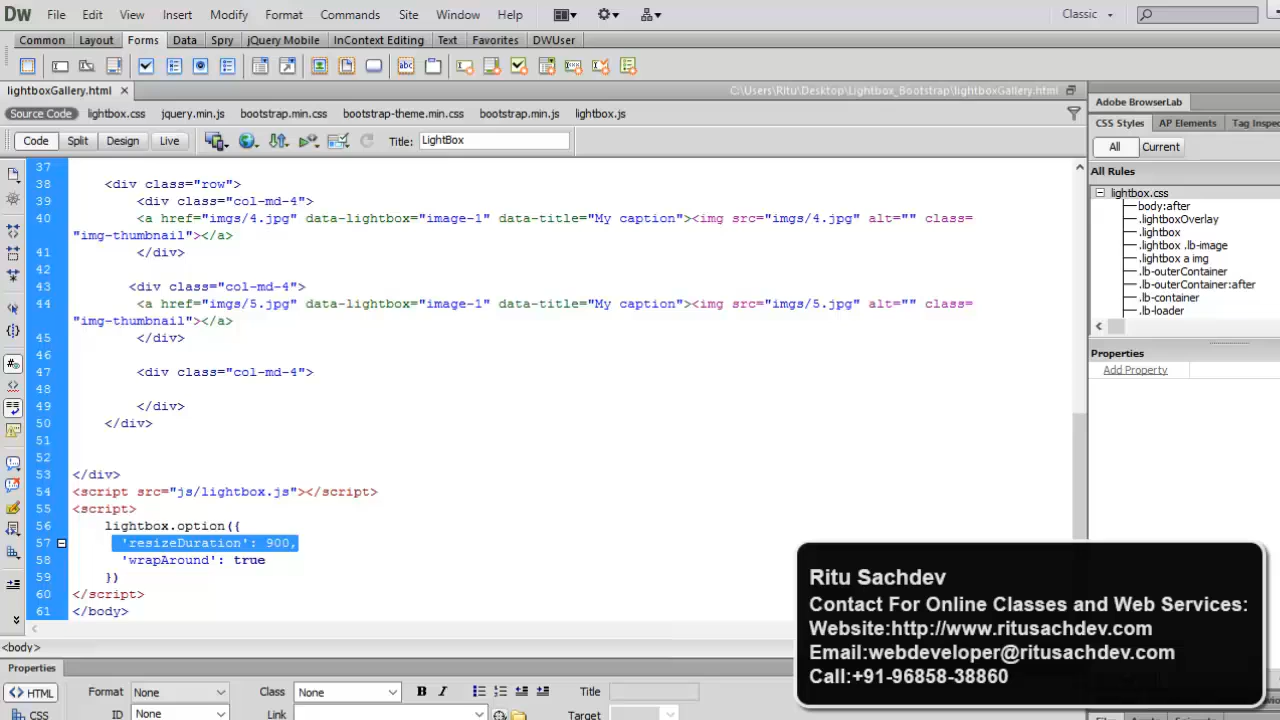 Dw File Edit View Insert Modify Format Commands Site Window Help Classic
Common Layout Forms Data Spry jQuery Mobile InContext Editing Text Favorites DWUser
lightboxGallery.html × C:\Users\Ritu\Desktop\Lightbox_Bootstrap\lightboxGallery.html
Source Code lightbox.css jquery.min.js bootstrap.min.css bootstrap-theme.min.css bootstrap.min.js lightbox.js
Code Split Design Live Title: LightBox
37
38 <div class="row">
39 <div class="col-md-4">
40 <a href="imgs/4.jpg" data-lightbox="image-1" data-title="My caption"><img src="imgs/4.jpg" alt="" class=
"img-thumbnail"></a>
41 </div>
42
43 <div class="col-md-4">
44 <a href="imgs/5.jpg" data-lightbox="image-1" data-title="My caption"><img src="imgs/5.jpg" alt="" class=
"img-thumbnail"></a>
45 </div>
46
47 <div class="col-md-4">
48
49 </div>
50 </div>
51
52
53 </div>
54 <script src="js/lightbox.js"></script>
55 <script>
56 lightbox.option({
57 'resizeDuration': 900,
58 'wrapAround': true
59 })
60 </script>
61 </body>
<body>
Properties
HTML Format None Class None B I Title
CSS ID None Link Target
Adobe BrowserLab
CSS Styles AP Elements Tag Inspec
All Current
All Rules
lightbox.css
body:after
.lightboxOverlay
.lightbox
.lightbox .lb-image
.lightbox a img
.lb-outerContainer
.lb-outerContainer:after
.lb-container
.lb-loader
Properties
Add Property
Ritu Sachdev
Contact For Online Classes and Web Services:
Website:http://www.ritusachdev.com
Email:webdeveloper@ritusachdev.com
Call:+91-96858-38860